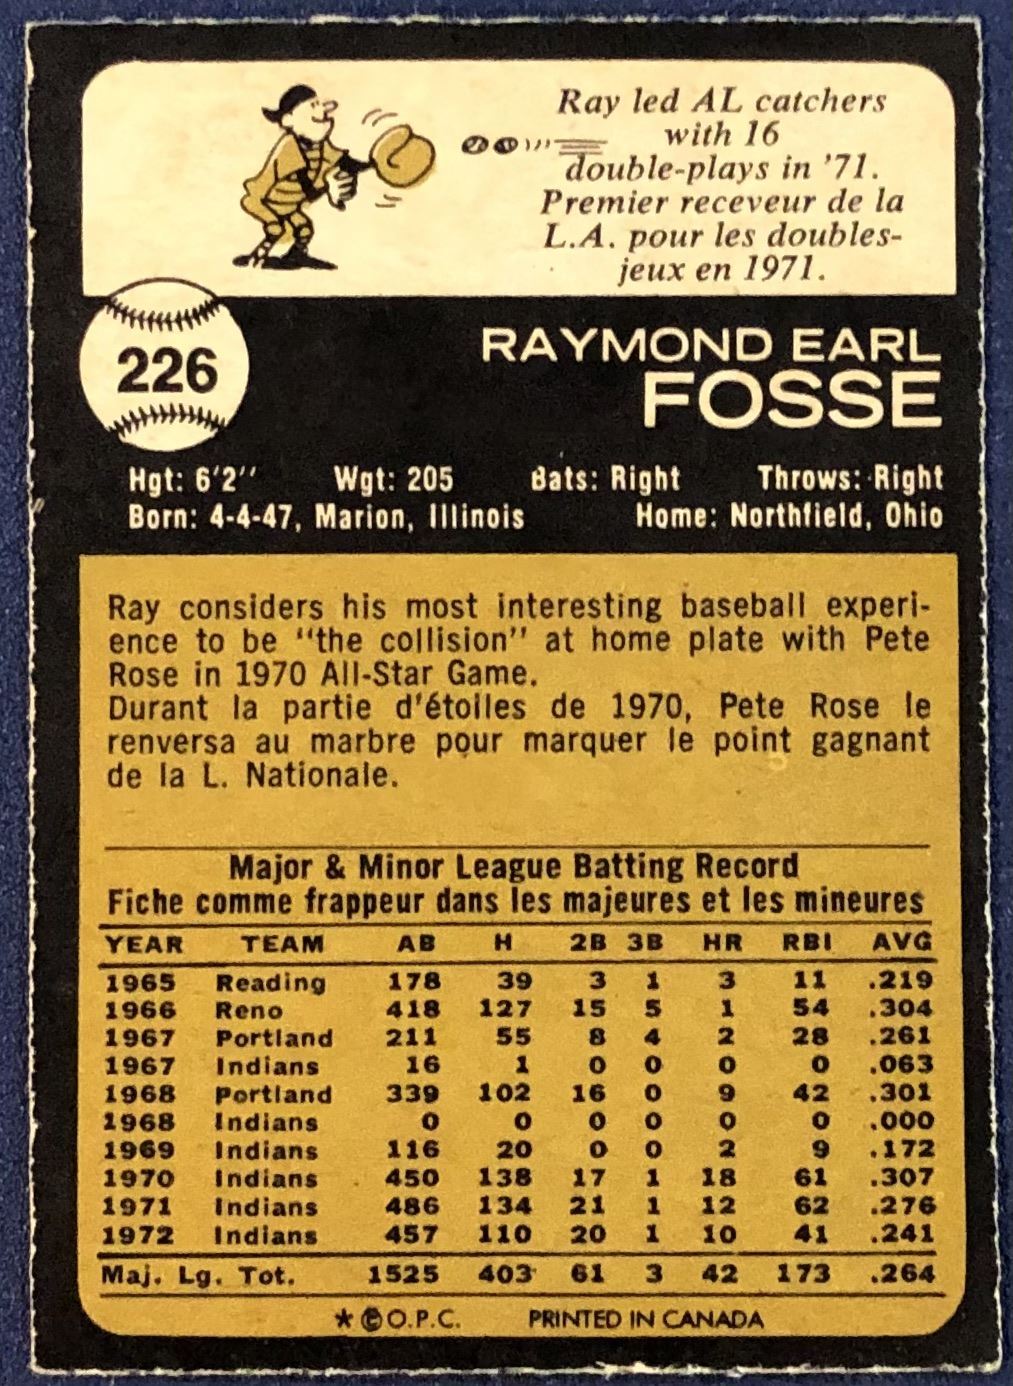 Ray led AL catchers
with 16
double-plays in '71.
Premier receveur de la
L.A. pour les doubles-
jeux en 1971.
226
RAYMOND EARL
FOSSE
Hgt: 6'2" Wgt: 205 Bats: Right Throws: Right
Born: 4-4-47, Marion, Illinois Home: Northfield, Ohio
Ray considers his most interesting baseball experi-
ence to be "the collision" at home plate with Pete
Rose in 1970 All-Star Game.
Durant la partie d'étoiles de 1970, Pete Rose le
renversa au marbre pour marquer le point gagnant
de la L. Nationale.
Major & Minor League Batting Record
Fiche comme frappeur dans les majeures et les mineures
YEAR TEAM AB H 2B 3B HR RBI AVG
1965 Reading 178 39 3 1 3 11 .219
1966 Reno 418 127 15 5 1 54 .304
1967 Portland 211 55 8 4 2 28 .261
1967 Indians 16 1 0 0 0 0 .063
1968 Portland 339 102 16 0 9 42 .301
1968 Indians 0 0 0 0 0 0 .000
1969 Indians 116 20 0 0 2 9 .172
1970 Indians 450 138 17 1 18 61 .307
1971 Indians 486 134 21 1 12 62 .276
1972 Indians 457 110 20 1 10 41 .241
Maj. Lg. Tot. 1525 403 61 3 42 173 .264
★ © O.P.C. PRINTED IN CANADA